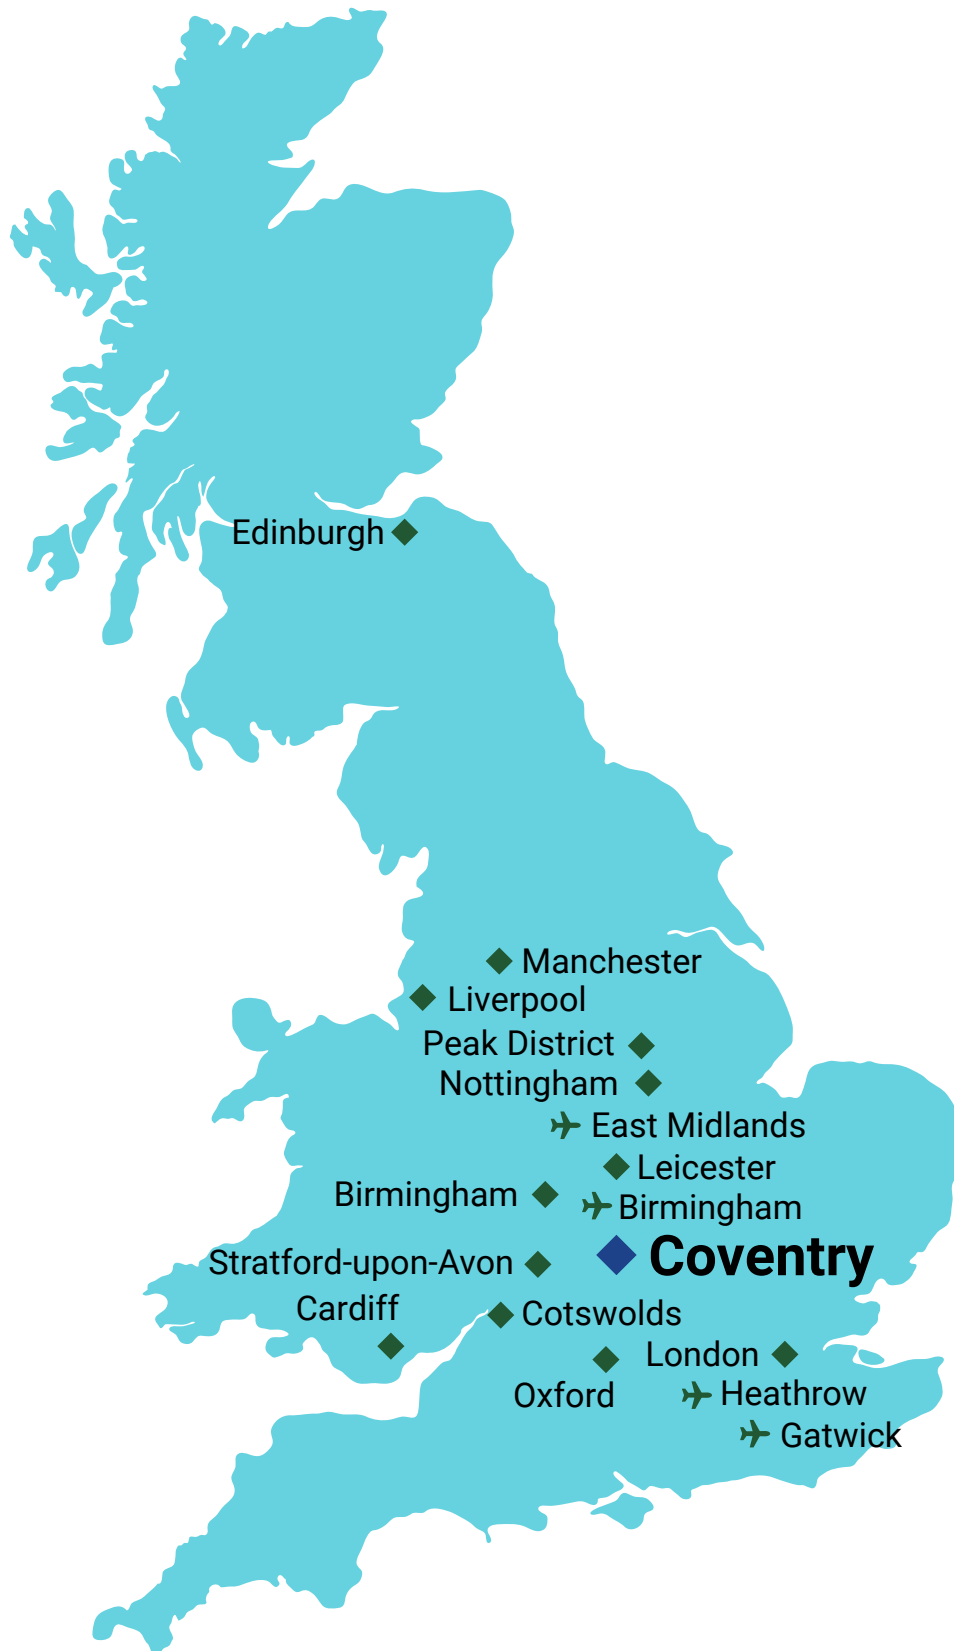 Edinburgh
Manchester
Liverpool
Peak District
Nottingham
East Midlands
Leicester
Birmingham
Birmingham
Coventry
Stratford-upon-Avon
Cardiff
Cotswolds
London
Oxford
Heathrow
Gatwick